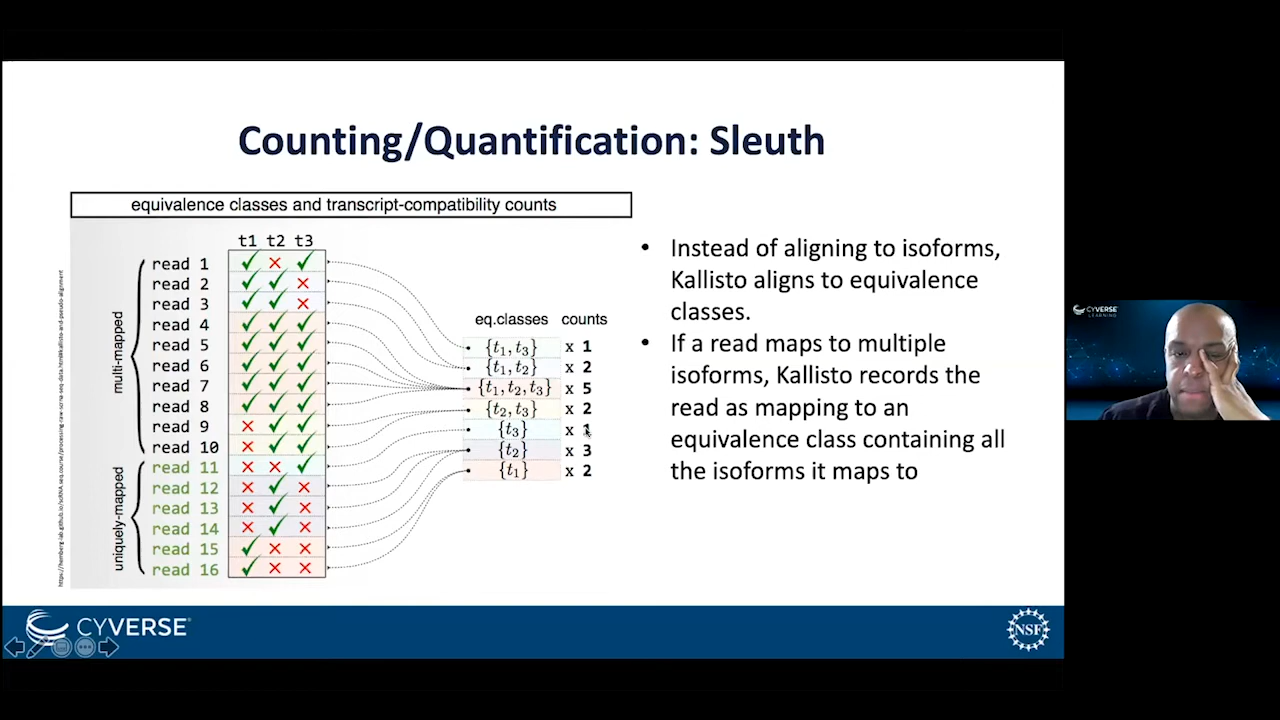 Counting/Quantification: Sleuth
equivalence classes and transcript-compatibility counts
t1 t2 t3
multi-mapped
read 1
read 2
read 3
read 4
read 5
read 6
read 7
read 8
read 9
read 10
uniquely-mapped
read 11
read 12
read 13
read 14
read 15
read 16
eq.classes counts
{t₁, t₃} x 1
{t₁, t₂} x 2
{t₁, t₂, t₃} x 5
{t₂, t₃} x 2
{t₃} x 1
{t₂} x 3
{t₁} x 2
• Instead of aligning to isoforms,
Kallisto aligns to equivalence
classes.
• If a read maps to multiple
isoforms, Kallisto records the
read as mapping to an
equivalence class containing all
the isoforms it maps to
CYVERSE
NSF
CYVERSE
LEARNING